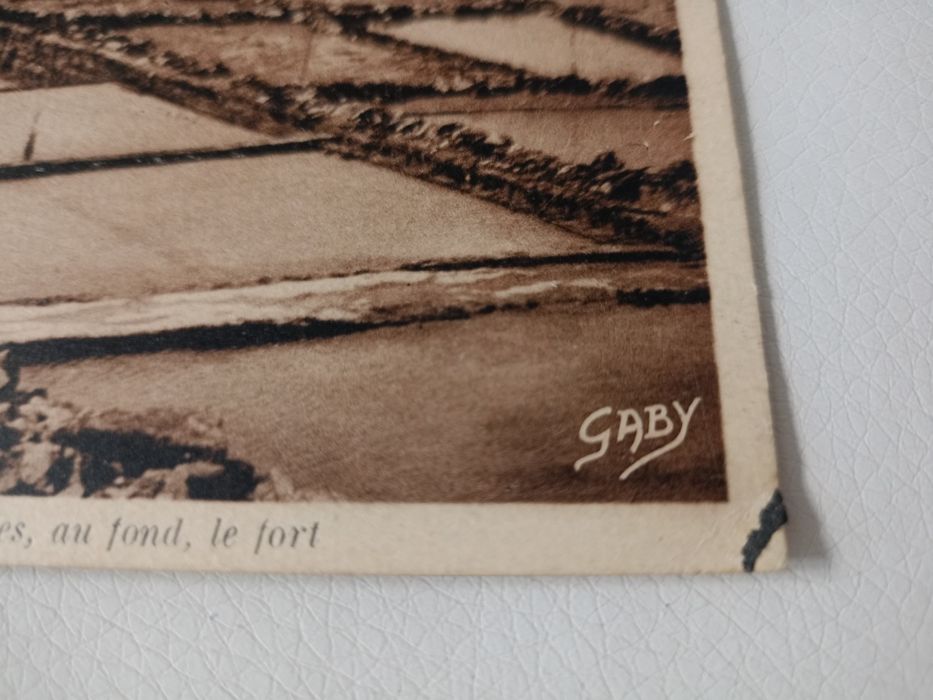 GABY
es, au fond, le fort